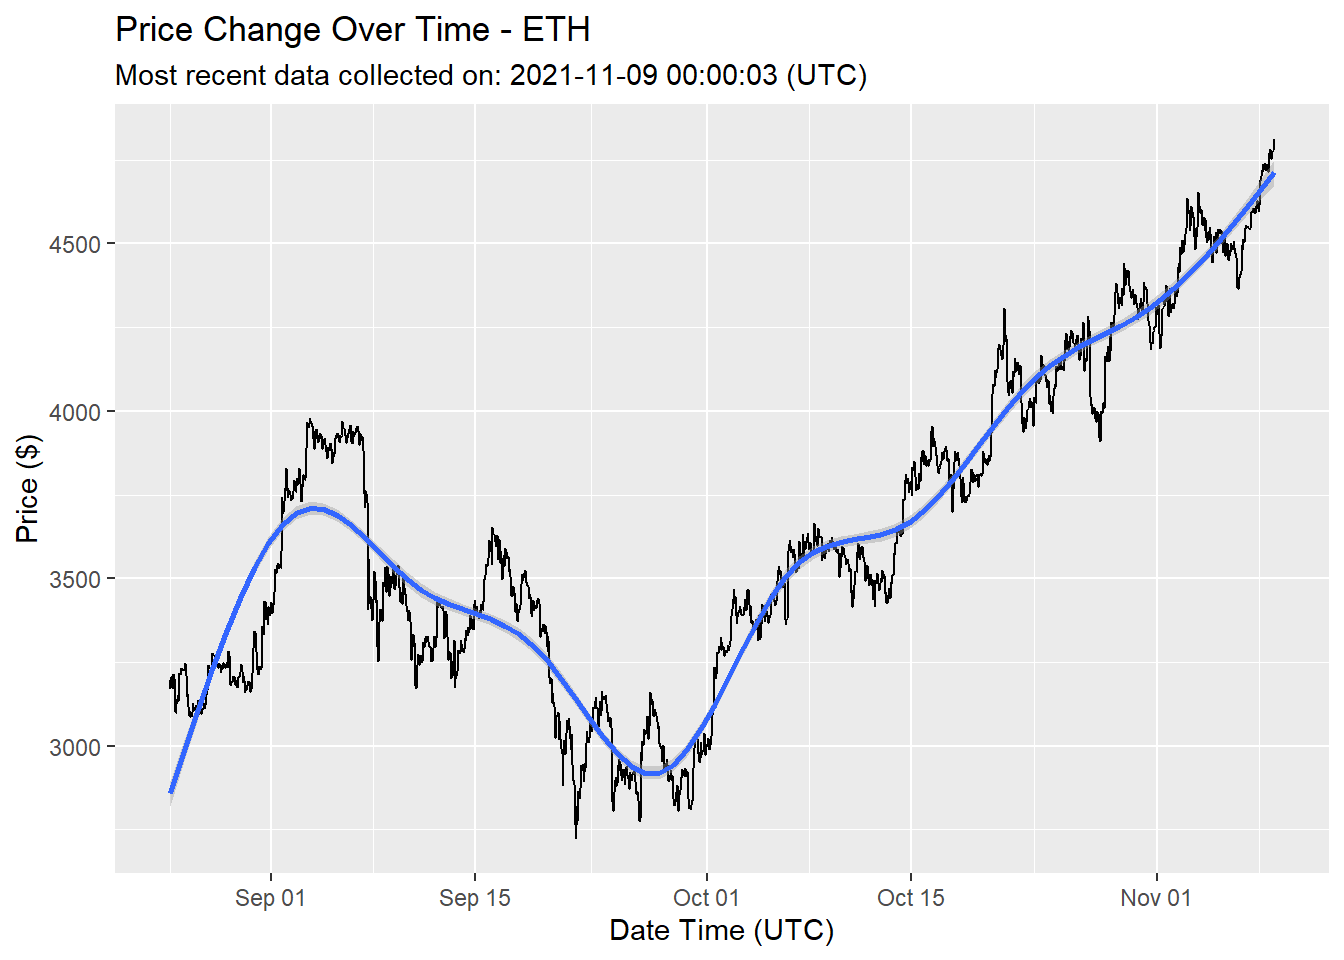 Price Change Over Time - ETH
Most recent data collected on: 2021-11-09 00:00:03 (UTC)
Price ($)
4500
4000
3500
3000
Sep 01
Sep 15
Oct 01
Oct 15
Nov 01
Date Time (UTC)